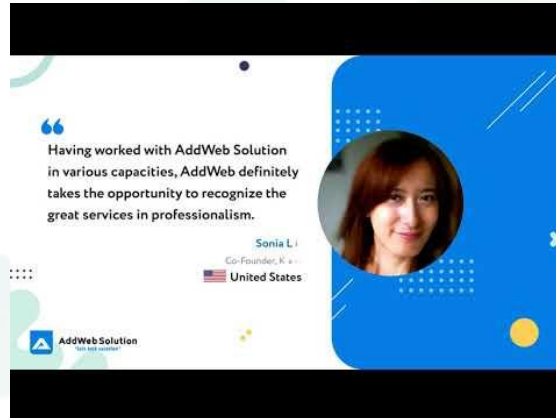 Having worked with AddWeb Solution
in various capacities, AddWeb definitely
takes the opportunity to recognize the
great services in professionalism.
Sonia L
Co-Founder, K
United States
AddWeb Solution